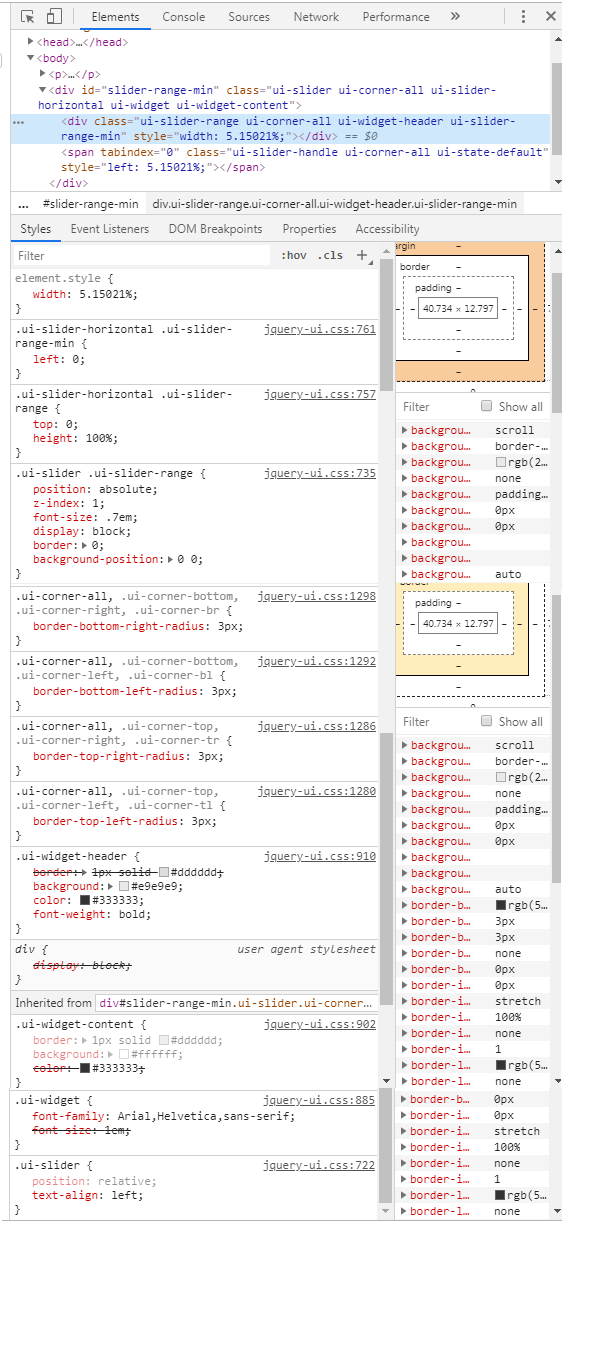 Elements Console Sources Network Performance »
<head>…</head>
<body>
<p>…</p>
<div id="slider-range-min" class="ui-slider ui-corner-all ui-slider-
horizontal ui-widget ui-widget-content">
<div class="ui-slider-range ui-corner-all ui-widget-header ui-slider-
range-min" style="width: 5.15021%;"></div> == $0
<span tabindex="0" class="ui-slider-handle ui-corner-all ui-state-default"
style="left: 5.15021%;"></span>
</div>
... #slider-range-min div.ui-slider-range.ui-corner-all.ui-widget-header.ui-slider-range-min
Styles Event Listeners DOM Breakpoints Properties Accessibility
Filter :hov .cls +
element.style {
width: 5.15021%;
}
.ui-slider-horizontal .ui-slider- jquery-ui.css:761
range-min {
left: 0;
}
.ui-slider-horizontal .ui-slider- jquery-ui.css:757
range {
top: 0;
height: 100%;
}
.ui-slider .ui-slider-range { jquery-ui.css:735
position: absolute;
z-index: 1;
font-size: .7em;
display: block;
border: 0;
background-position: 0 0;
}
.ui-corner-all, .ui-corner-bottom, jquery-ui.css:1298
.ui-corner-right, .ui-corner-br {
border-bottom-right-radius: 3px;
}
.ui-corner-all, .ui-corner-bottom, jquery-ui.css:1292
.ui-corner-left, .ui-corner-bl {
border-bottom-left-radius: 3px;
}
.ui-corner-all, .ui-corner-top, jquery-ui.css:1286
.ui-corner-right, .ui-corner-tr {
border-top-right-radius: 3px;
}
.ui-corner-all, .ui-corner-top, jquery-ui.css:1280
.ui-corner-left, .ui-corner-tl {
border-top-left-radius: 3px;
}
.ui-widget-header { jquery-ui.css:910
border: 1px solid #dddddd;
background: #e9e9e9;
color: #333333;
font-weight: bold;
}
div { user agent stylesheet
display: block;
}
Inherited from div#slider-range-min.ui-slider.ui-corner…
.ui-widget-content { jquery-ui.css:902
border: 1px solid #dddddd;
background: #ffffff;
color: #333333;
}
.ui-widget { jquery-ui.css:885
font-family: Arial,Helvetica,sans-serif;
font-size: 1em;
}
.ui-slider { jquery-ui.css:722
position: relative;
text-align: left;
}
border –
padding –
– – 40.734 × 12.797 – – –
–
–
–
Filter Show all
backgrou… scroll
backgrou… border-…
backgrou… rgb(2…
backgrou… none
backgrou… padding…
backgrou… 0px
backgrou… 0px
backgrou…
backgrou…
backgrou… auto
border
padding –
– – 40.734 × 12.797 – – –
–
–
–
Filter Show all
backgrou… scroll
backgrou… border-…
backgrou… rgb(2…
backgrou… none
backgrou… padding…
backgrou… 0px
backgrou… 0px
backgrou…
backgrou…
backgrou… auto
border-b… rgb(5…
border-b… 3px
border-b… 3px
border-b… none
border-b… 0px
border-i… 0px
border-i… stretch
border-i… 100%
border-i… none
border-i… 1
border-l… rgb(5…
border-l… none
border-b… 0px
border-i… 0px
border-i… stretch
border-i… 100%
border-i… none
border-i… 1
border-l… rgb(5…
border-l… none